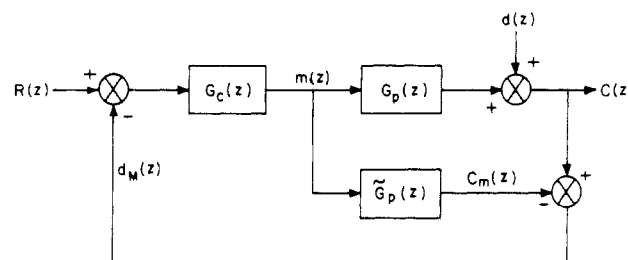 d(z)
+
+
R(z)
+
−
G_C(z)
m(z)
G_P(z)
+
C(z
d_M(z)
G̃_P(z)
C_m(z)
+
−